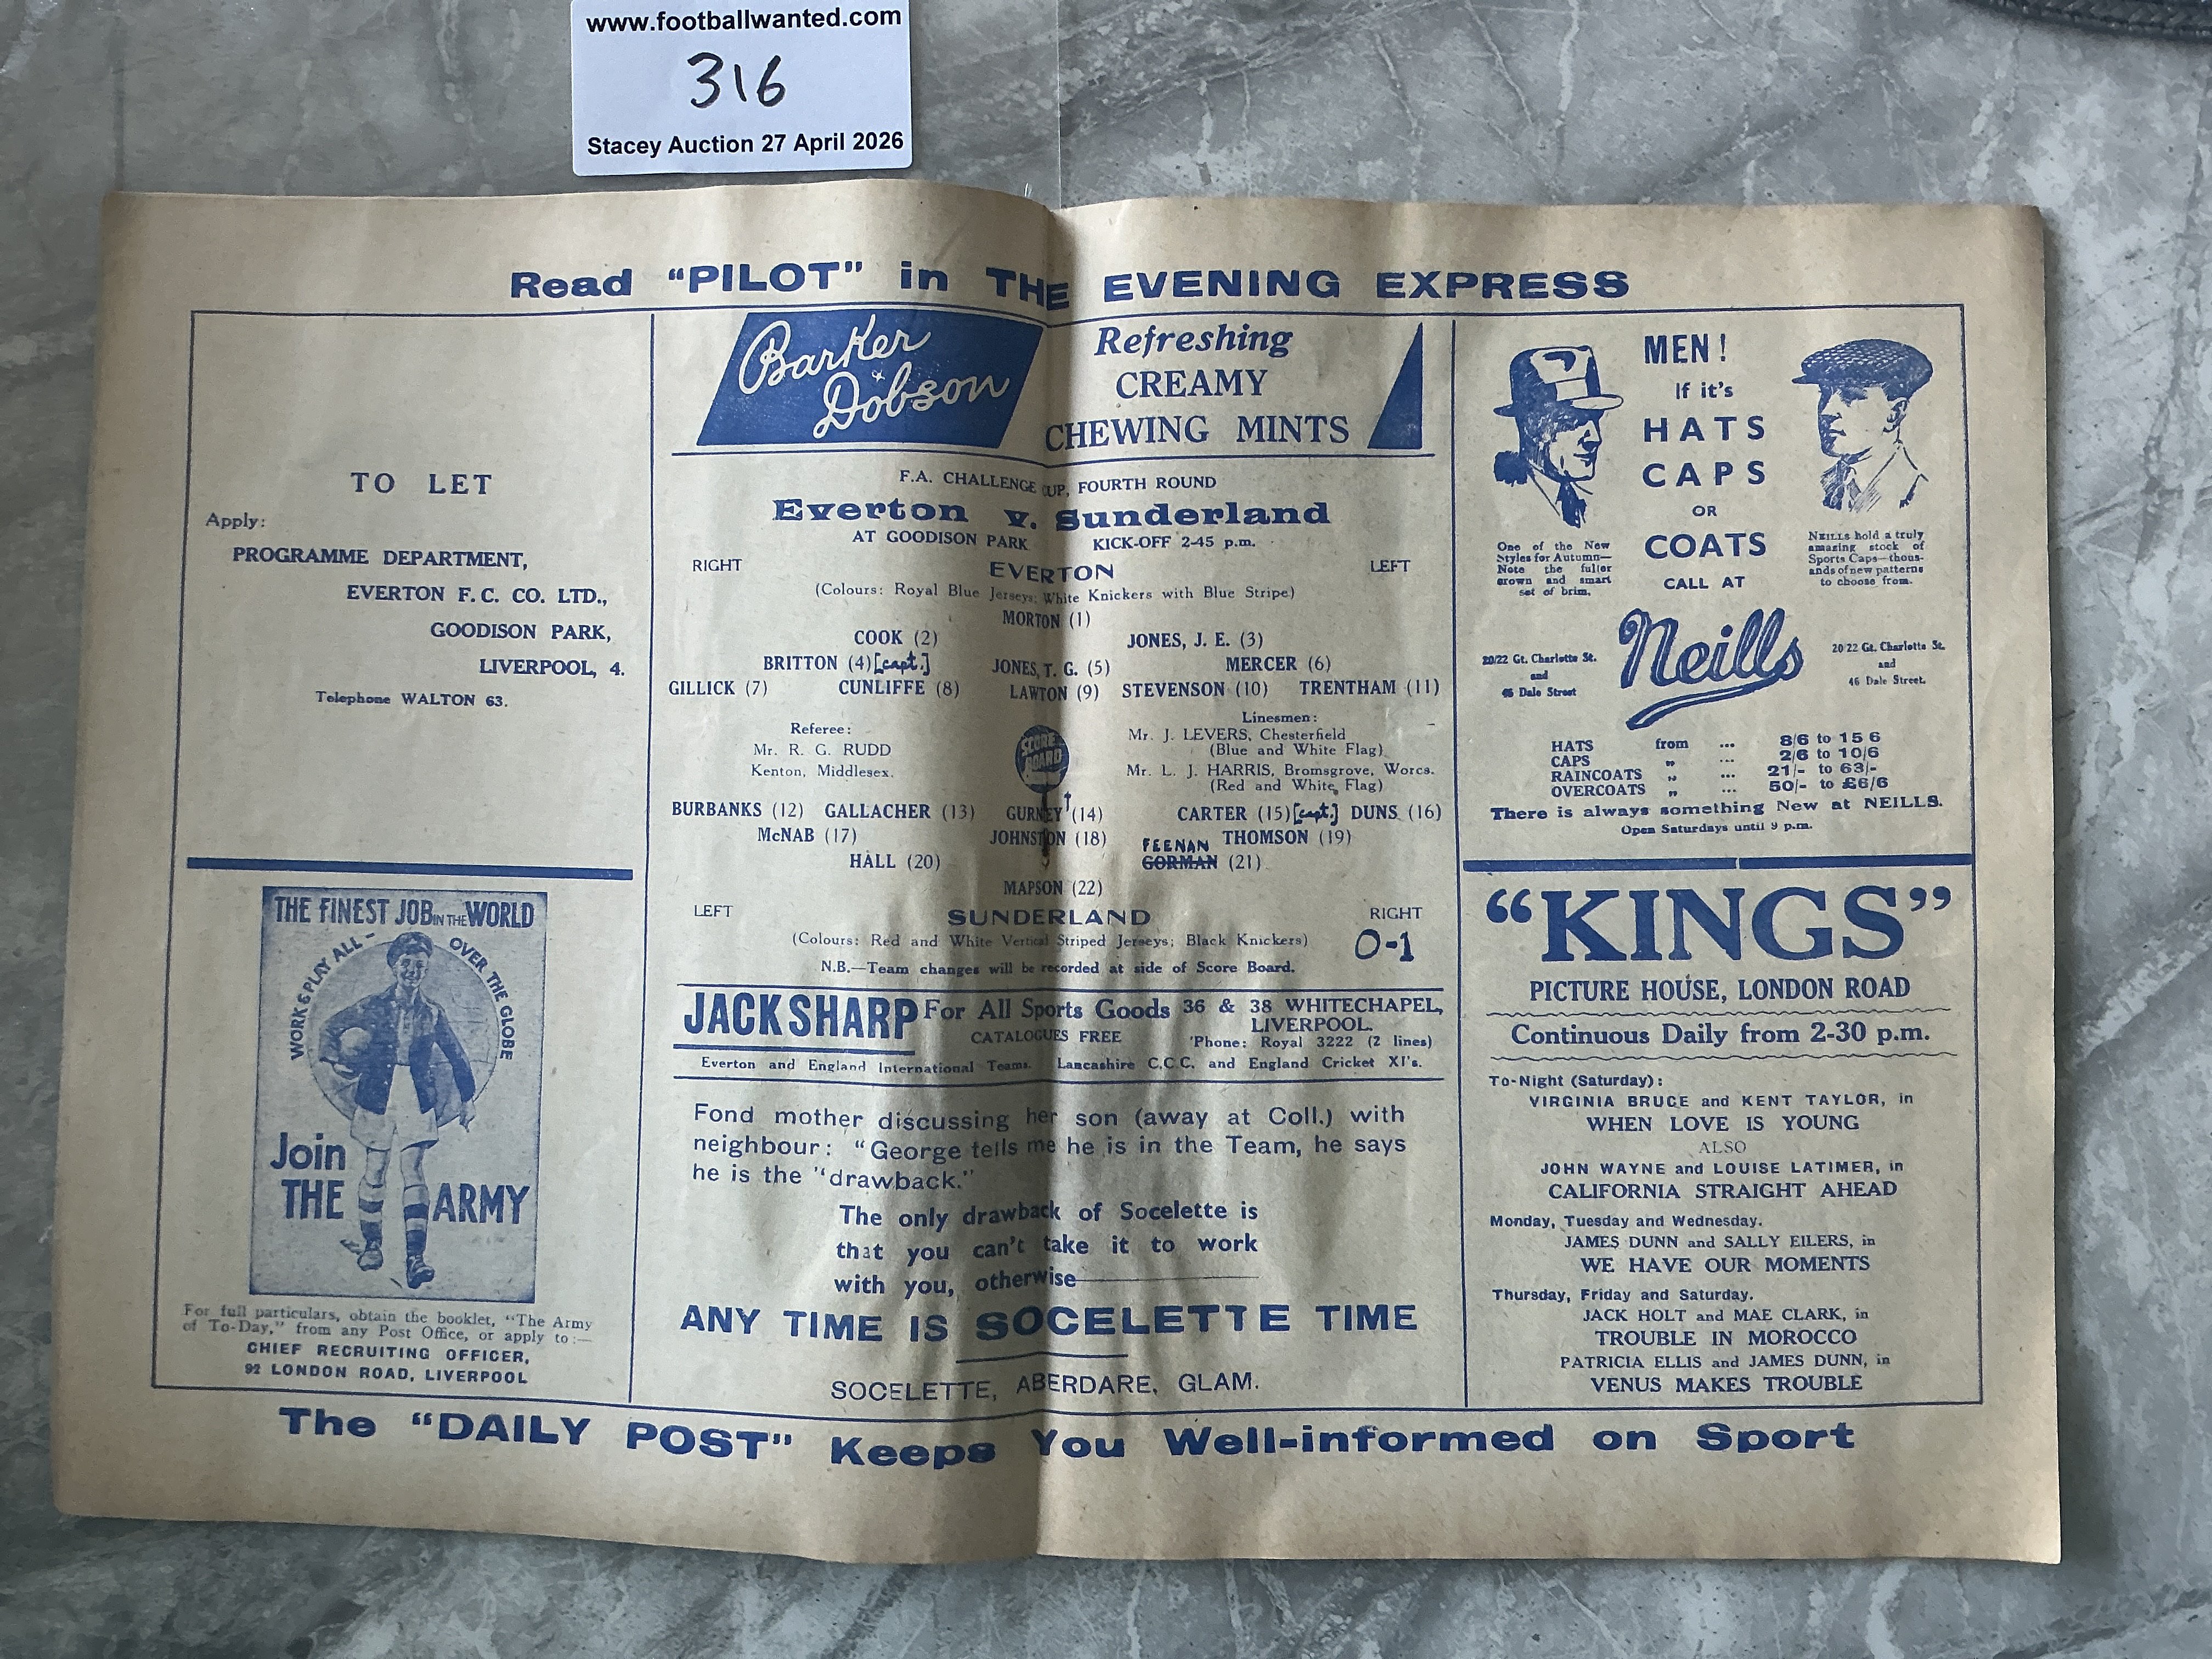 www.footballwanted.com
316
Stacey Auction 27 April 2026
Read "PILOT" in THE EVENING EXPRESS
TO LET
Apply:
PROGRAMME DEPARTMENT,
EVERTON F.C. CO. LTD.,
GOODISON PARK,
LIVERPOOL, 4.
Telephone WALTON 63.
THE FINEST JOB IN THE WORLD
WORK & PLAY ALL - OVER THE GLOBE
Join
THE ARMY
For full particulars, obtain the booklet, "The Army
of To-Day," from any Post Office, or apply to:—
CHIEF RECRUITING OFFICER,
92 LONDON ROAD, LIVERPOOL
Barker & Dobson
Refreshing
CREAMY
CHEWING MINTS
F.A. CHALLENGE CUP, FOURTH ROUND
Everton v. Sunderland
AT GOODISON PARK KICK-OFF 2-45 p.m.
RIGHT EVERTON LEFT
(Colours: Royal Blue Jerseys; White Knickers with Blue Stripe)
MORTON (1)
COOK (2) JONES, J. E. (3)
BRITTON (4) [capt.] JONES, T. G. (5) MERCER (6)
GILLICK (7) CUNLIFFE (8) LAWTON (9) STEVENSON (10) TRENTHAM (11)
Referee:
Mr. R. G. RUDD
Kenton, Middlesex.
SCORE BOARD
Linesmen:
Mr. J. LEVERS, Chesterfield
(Blue and White Flag)
Mr. L. J. HARRIS, Bromsgrove, Worcs.
(Red and White Flag)
BURBANKS (12) GALLACHER (13) GURNEY (14) CARTER (15) [capt.] DUNS (16)
McNAB (17) JOHNSTON (18) THOMSON (19)
FEENAN
HALL (20) GORMAN (21)
MAPSON (22)
LEFT SUNDERLAND RIGHT
(Colours: Red and White Vertical Striped Jerseys; Black Knickers) 0-1
N.B.—Team changes will be recorded at side of Score Board.
JACK SHARP For All Sports Goods 36 & 38 WHITECHAPEL,
LIVERPOOL.
CATALOGUES FREE 'Phone: Royal 3222 (2 lines)
Everton and England International Teams. Lancashire C.C.C. and England Cricket XI's.
Fond mother discussing her son (away at Coll.) with
neighbour: "George tells me he is in the Team, he says
he is the "drawback."
The only drawback of Socelette is
that you can't take it to work
with you, otherwise
ANY TIME IS SOCELETTE TIME
SOCELETTE, ABERDARE, GLAM.
MEN!
If it's
HATS
CAPS
OR
COATS
CALL AT
One of the New
Styles for Autumn—
Note the fuller
crown and smart
set of brim.
NEILLS hold a truly
amazing stock of
Sports Caps—thous-
ands of new patterns
to choose from.
Neills
20/22 Gt. Charlotte St.
and
46 Dale Street
20/22 Gt. Charlotte St.
and
46 Dale Street.
HATS from ... 8/6 to 15 6
CAPS " ... 2/6 to 10/6
RAINCOATS " ... 21/- to 63/-
OVERCOATS " ... 50/- to £6/6
There is always something New at NEILLS.
Open Saturdays until 9 p.m.
"KINGS"
PICTURE HOUSE, LONDON ROAD
Continuous Daily from 2-30 p.m.
To-Night (Saturday):
VIRGINIA BRUCE and KENT TAYLOR, in
WHEN LOVE IS YOUNG
ALSO
JOHN WAYNE and LOUISE LATIMER, in
CALIFORNIA STRAIGHT AHEAD
Monday, Tuesday and Wednesday.
JAMES DUNN and SALLY EILERS, in
WE HAVE OUR MOMENTS
Thursday, Friday and Saturday.
JACK HOLT and MAE CLARK, in
TROUBLE IN MOROCCO
PATRICIA ELLIS and JAMES DUNN, in
VENUS MAKES TROUBLE
The "DAILY POST" Keeps You Well-informed on Sport